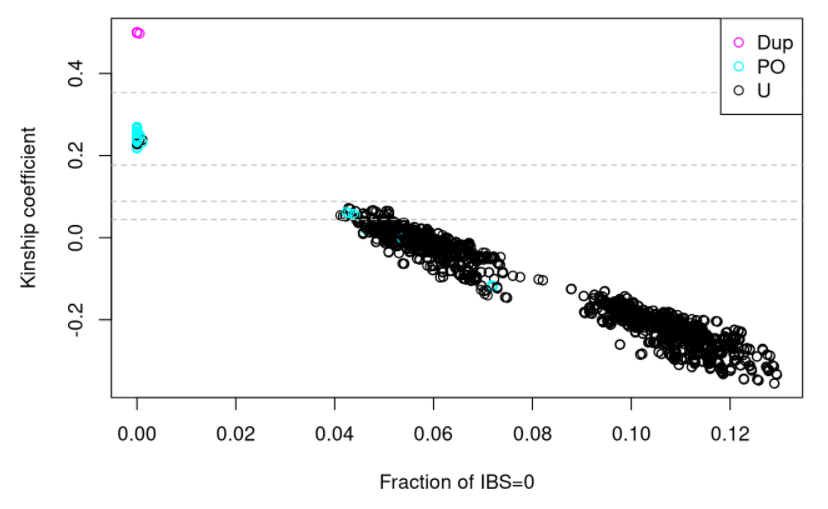 Dup
PO
U
0.4
0.2
0.0
-0.2
Kinship coefficient
0.00 0.02 0.04 0.06 0.08 0.10 0.12
Fraction of IBS=0